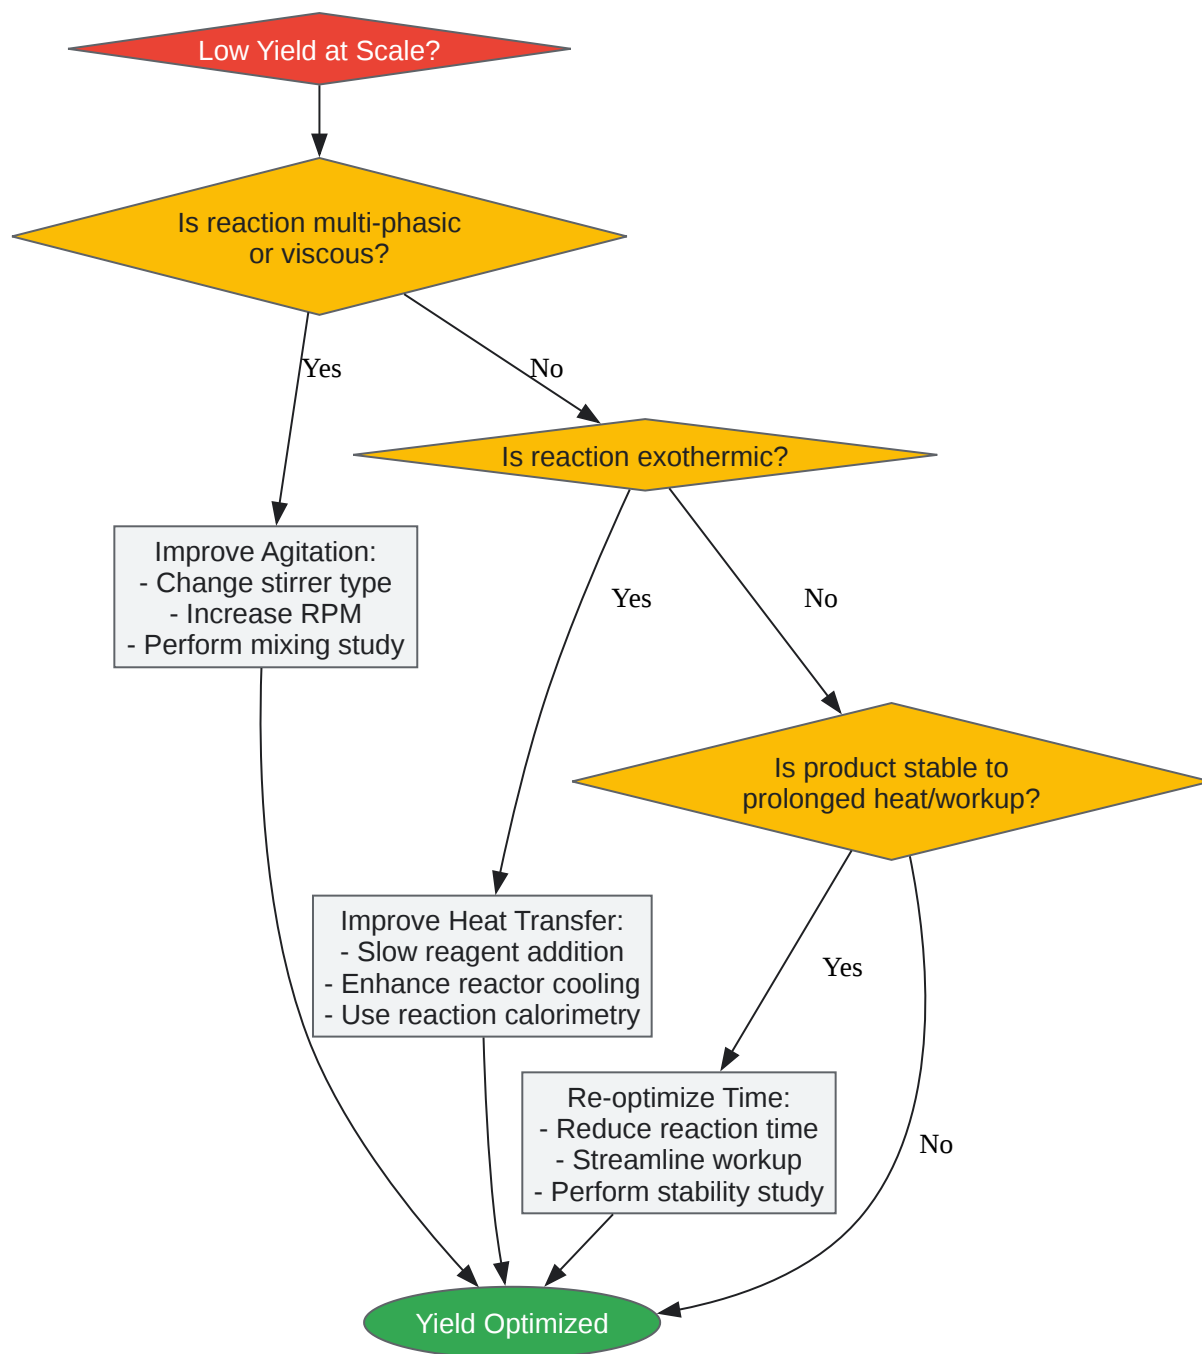 Low Yield at Scale?
Is reaction multi-phasic
or viscous?
Yes
No
Is reaction exothermic?
Improve Agitation:
- Change stirrer type
- Increase RPM
- Perform mixing study
Yes
No
Is product stable to
prolonged heat/workup?
Improve Heat Transfer:
- Slow reagent addition
- Enhance reactor cooling
- Use reaction calorimetry
Yes
Re-optimize Time:
- Reduce reaction time
- Streamline workup
- Perform stability study
No
Yield Optimized